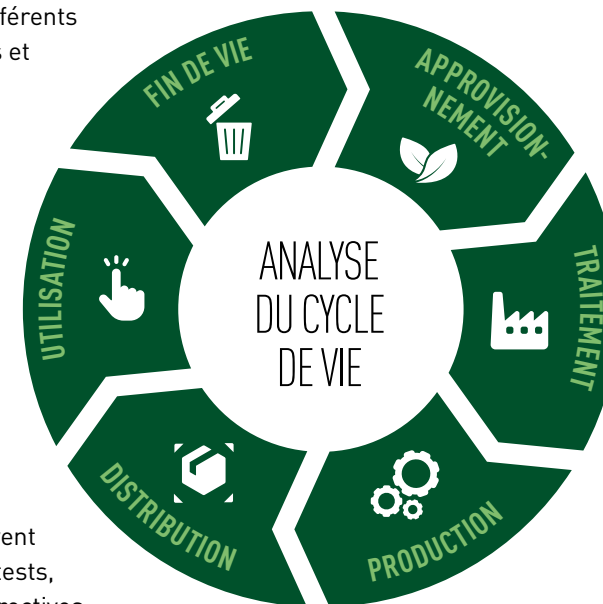 férents
s et
FIN DE VIE
APPROVISION-
NEMENT
TRAITEMENT
PRODUCTION
DISTRIBUTION
UTILISATION
ANALYSE
DU CYCLE
DE VIE
ent
tests,